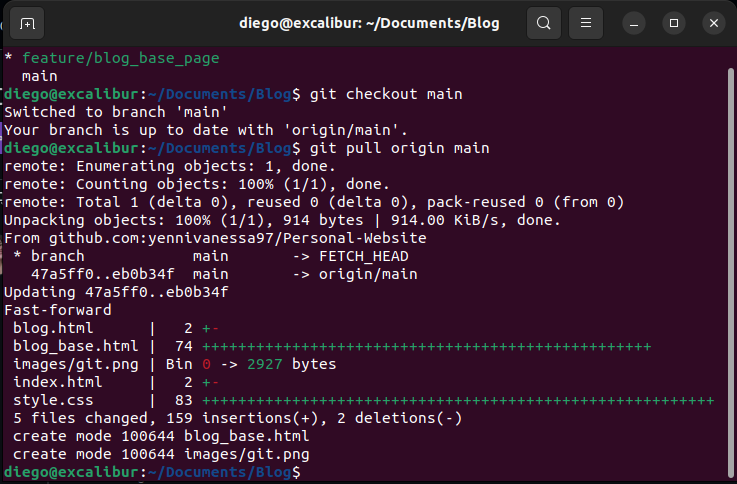 diego@excalibur: ~/Documents/Blog
* feature/blog_base_page
  main
diego@excalibur:~/Documents/Blog$ git checkout main
Switched to branch 'main'
Your branch is up to date with 'origin/main'.
diego@excalibur:~/Documents/Blog$ git pull origin main
remote: Enumerating objects: 1, done.
remote: Counting objects: 100% (1/1), done.
remote: Total 1 (delta 0), reused 0 (delta 0), pack-reused 0 (from 0)
Unpacking objects: 100% (1/1), 914 bytes | 914.00 KiB/s, done.
From github.com:yennivanessa97/Personal-Website
 * branch            main       -> FETCH_HEAD
   47a5ff0..eb0b34f  main       -> origin/main
Updating 47a5ff0..eb0b34f
Fast-forward
 blog.html      |   2 +-
 blog_base.html |  74 ++++++++++++++++++++++++++++++++++++++++++++++++++
 images/git.png | Bin 0 -> 2927 bytes
 index.html     |   2 +-
 style.css      |  83 +++++++++++++++++++++++++++++++++++++++++++++++++++++++++
 5 files changed, 159 insertions(+), 2 deletions(-)
 create mode 100644 blog_base.html
 create mode 100644 images/git.png
diego@excalibur:~/Documents/Blog$